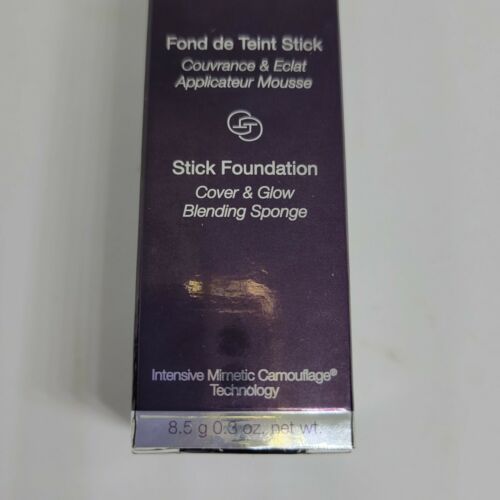 Fond de Teint Stick
Couvrance & Eclat
Applicateur Mousse
Stick Foundation
Cover & Glow
Blending Sponge
Intensive Mimetic Camouflage®
Technology
8.5 g 0.3 oz. net wt.